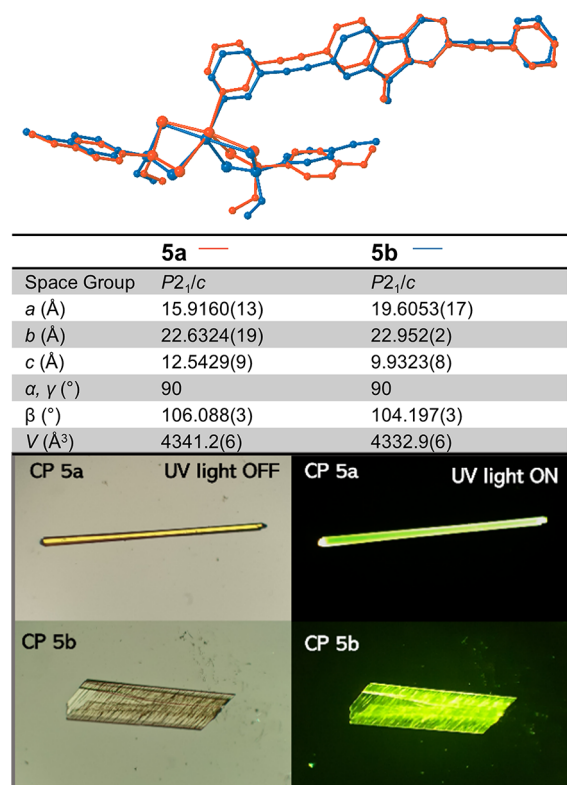 5a 5b
Space Group P2₁/c P2₁/c
a (Å) 15.9160(13) 19.6053(17)
b (Å) 22.6324(19) 22.952(2)
c (Å) 12.5429(9) 9.9323(8)
α, γ (°) 90 90
β (°) 106.088(3) 104.197(3)
V (Å³) 4341.2(6) 4332.9(6)
CP 5a UV light OFF CP 5a UV light ON
CP 5b CP 5b